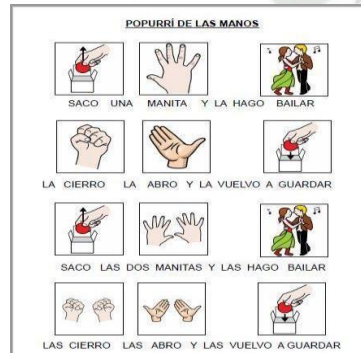 POPURRÍ DE LAS MANOS
SACO UNA MANITA Y LA HAGO BAILAR
LA CIERRO LA ABRO Y LA VUELVO A GUARDAR
SACO LAS DOS MANITAS Y LAS HAGO BAILAR
LAS CIERRO LAS ABRO Y LAS VUELVO A GUARDAR